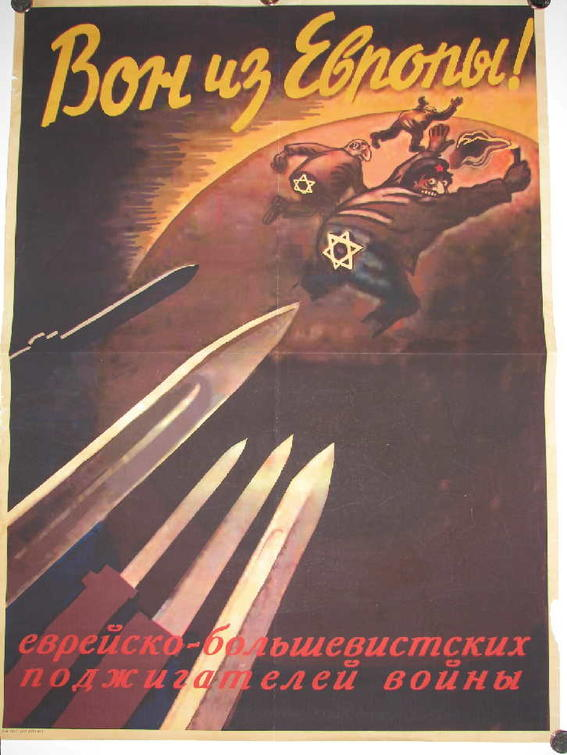 Вон из Европы!
еврейско-большевистских
поджигателей войны